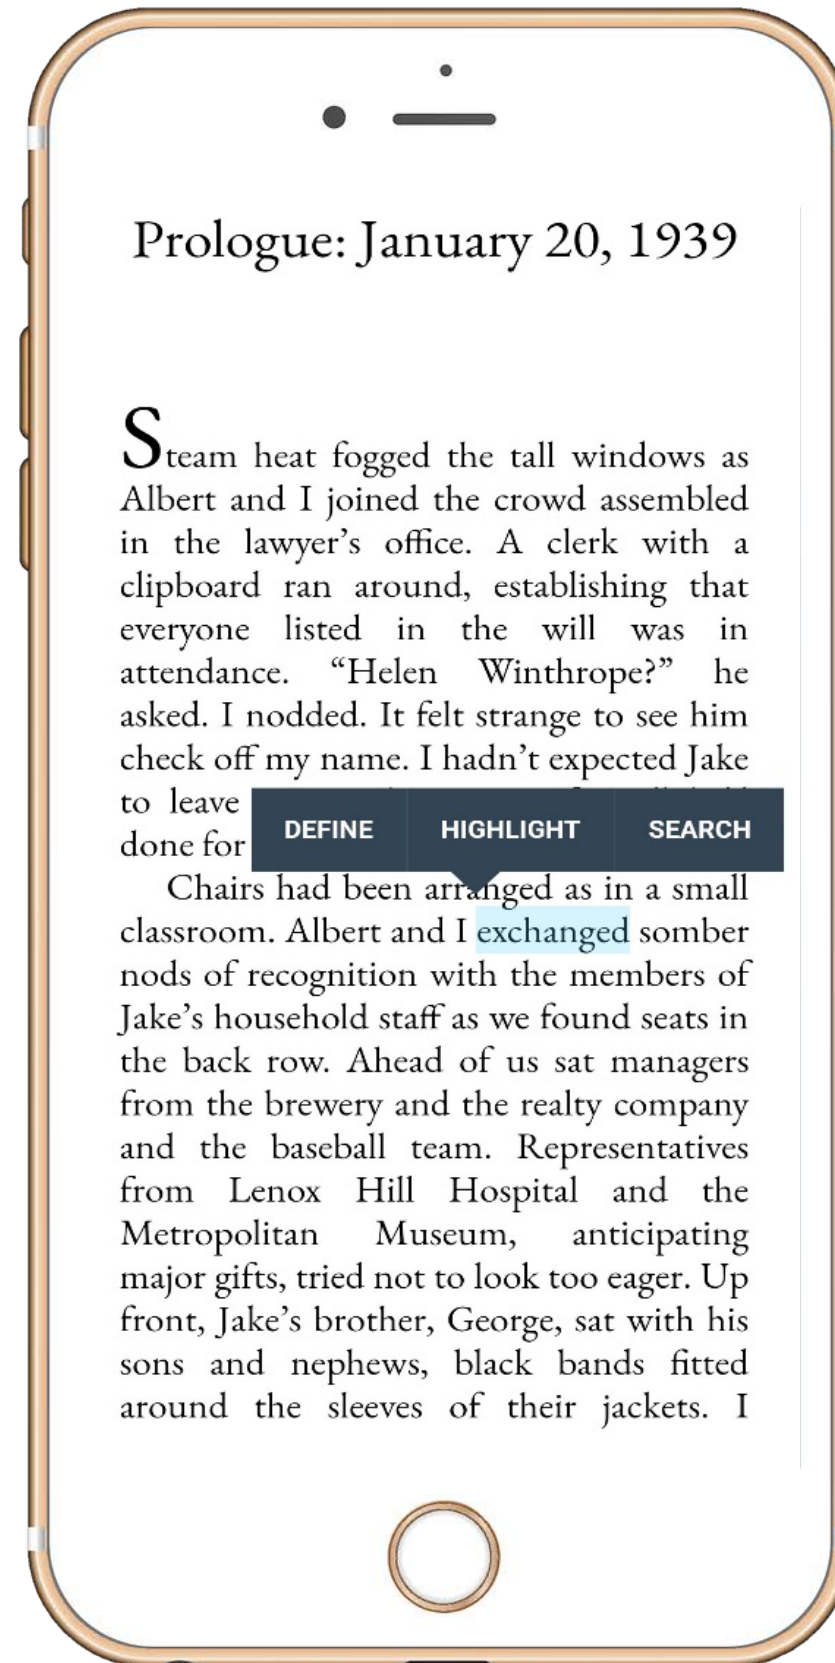 Prologue: January 20, 1939
Steam heat fogged the tall windows as
Albert and I joined the crowd assembled
in the lawyer’s office. A clerk with a
clipboard ran around, establishing that
everyone listed in the will was in
attendance. “Helen Winthrope?” he
asked. I nodded. It felt strange to see him
check off my name. I hadn’t expected Jake
to leave
done for
DEFINE HIGHLIGHT SEARCH
Chairs had been arranged as in a small
classroom. Albert and I exchanged somber
nods of recognition with the members of
Jake’s household staff as we found seats in
the back row. Ahead of us sat managers
from the brewery and the realty company
and the baseball team. Representatives
from Lenox Hill Hospital and the
Metropolitan Museum, anticipating
major gifts, tried not to look too eager. Up
front, Jake’s brother, George, sat with his
sons and nephews, black bands fitted
around the sleeves of their jackets. I